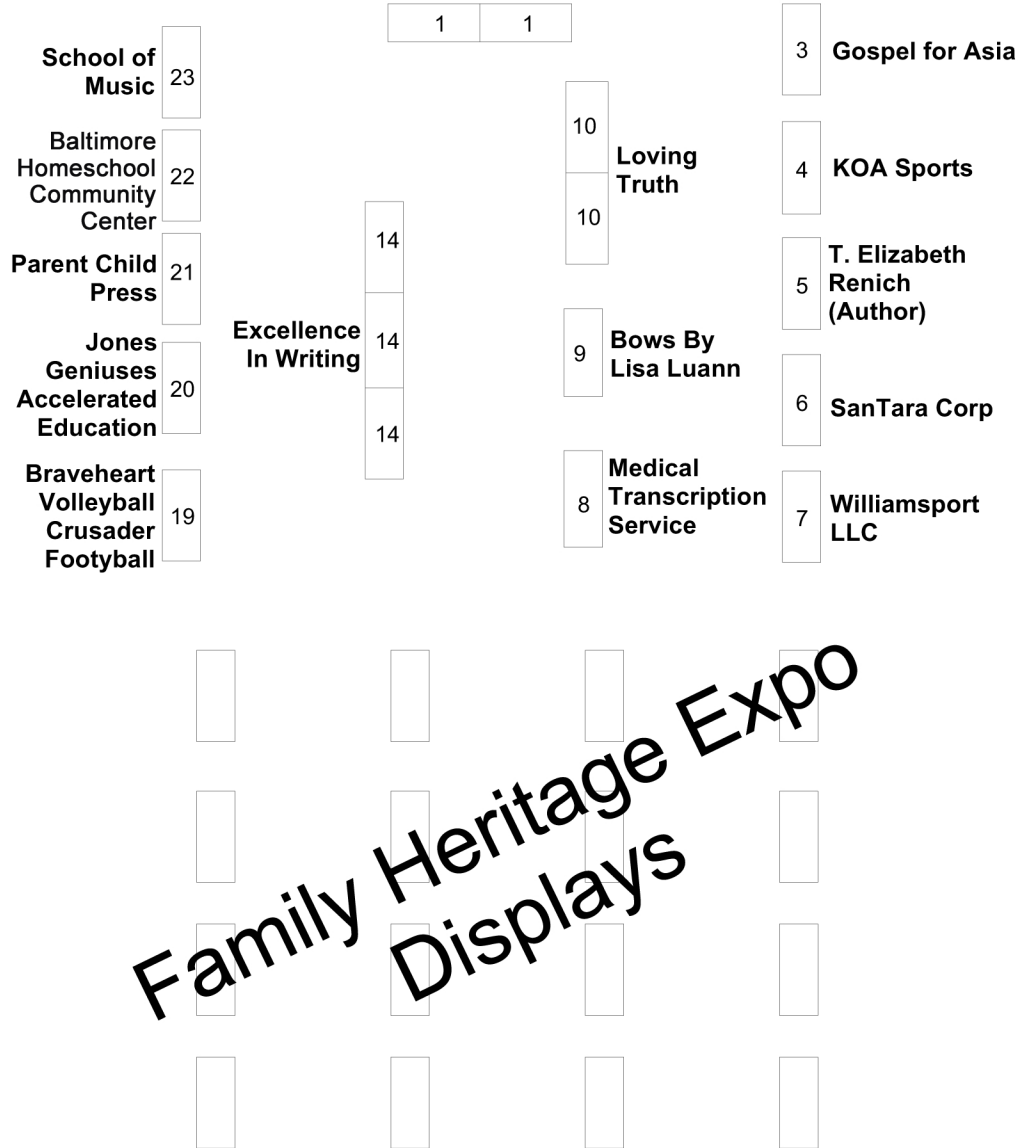 1 1
School of
Music
23
Baltimore
Homeschool
Community
Center
22
Parent Child
Press
21
Jones
Geniuses
Accelerated
Education
20
Braveheart
Volleyball
Crusader
Footyball
19
Excellence
In Writing
14
14
14
10
10
Loving
Truth
9
Bows By
Lisa Luann
8
Medical
Transcription
Service
3
Gospel for Asia
4
KOA Sports
5
T. Elizabeth
Renich
(Author)
6
SanTara Corp
7
Williamsport
LLC
Family Heritage Expo
Displays